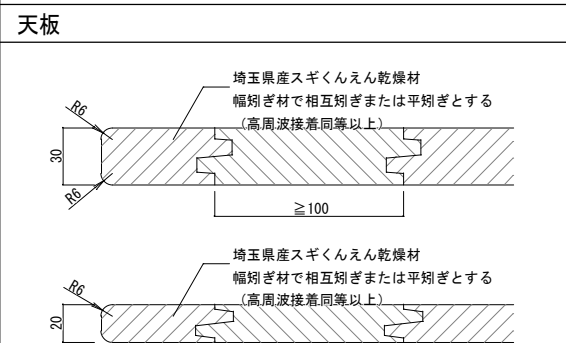 天板
埼玉県産スギくんえん乾燥材
幅矧ぎ材で相互矧ぎまたは平矧ぎとする
(高周波接着同等以上)
R6
30
R6
≧100
埼玉県産スギくんえん乾燥材
幅矧ぎ材で相互矧ぎまたは平矧ぎとする
(高周波接着同等以上)
R6
20